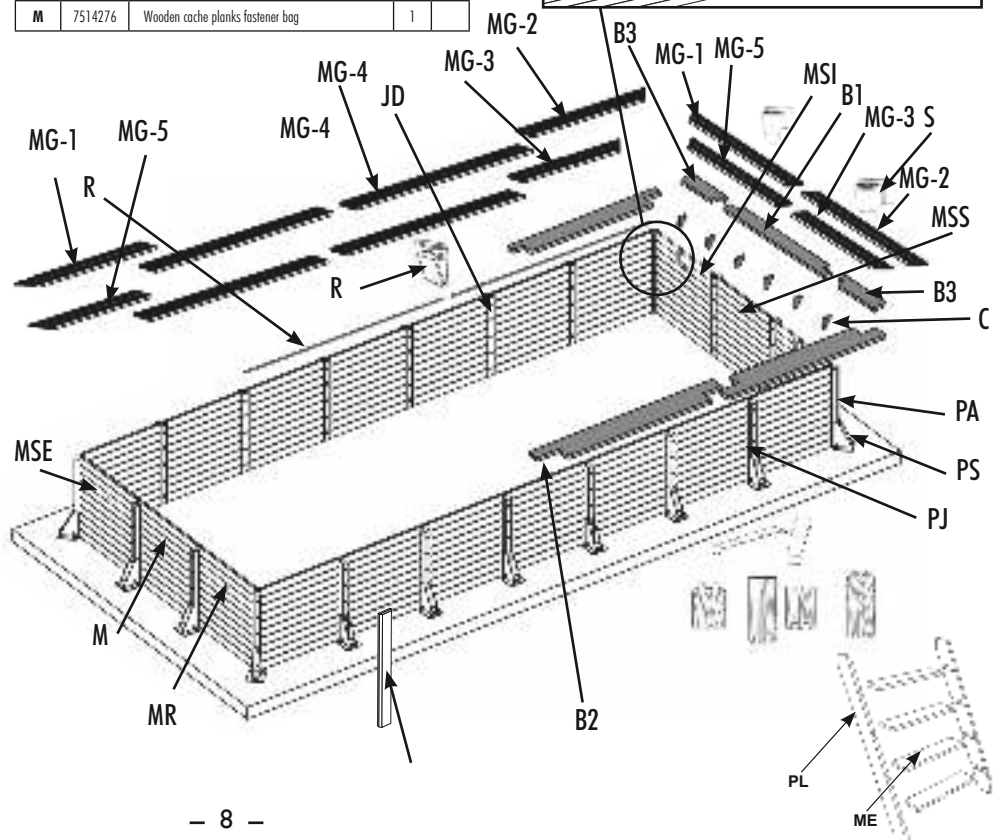 M 7514276 Wooden cache planks fastener bag 1
MG-2
B3
MG-1 MG-5
MG-3
MSI
MG-4
JD
B1
MG-3 S
MG-4
MG-1
MG-5
R
MG-2
MSS
R
B3
C
PA
MSE
PS
PJ
M
MR
B2
PL
ME
– 8 –